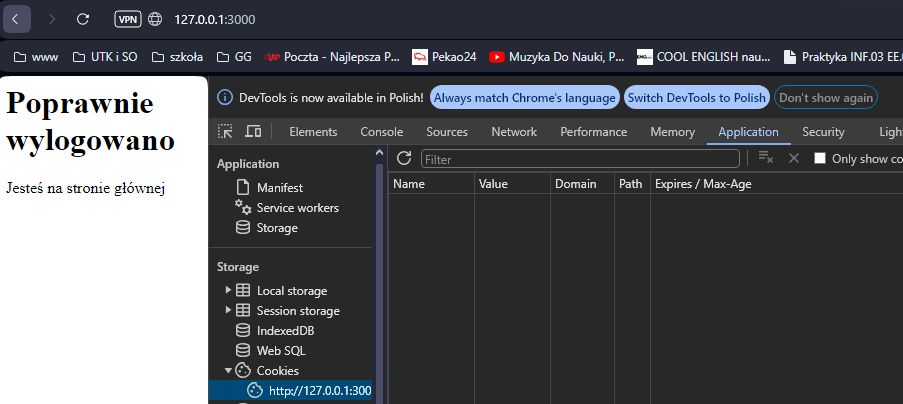 VPN 127.0.0.1:3000
www UTK i SO szkoła GG Poczta - Najlepsza P... Pekao24 Muzyka Do Nauki, P... ENG COOL ENGLISH nau... Praktyka INF.03 EE.0
Poprawnie
wylogowano
Jesteś na stronie głównej
DevTools is now available in Polish! Always match Chrome's language Switch DevTools to Polish Don't show again
Elements Console Sources Network Performance Memory Application Security Light
Application
Manifest
Service workers
Storage
Storage
Local storage
Session storage
IndexedDB
Web SQL
Cookies
http://127.0.0.1:300
Filter Only show co
Name Value Domain Path Expires / Max-Age